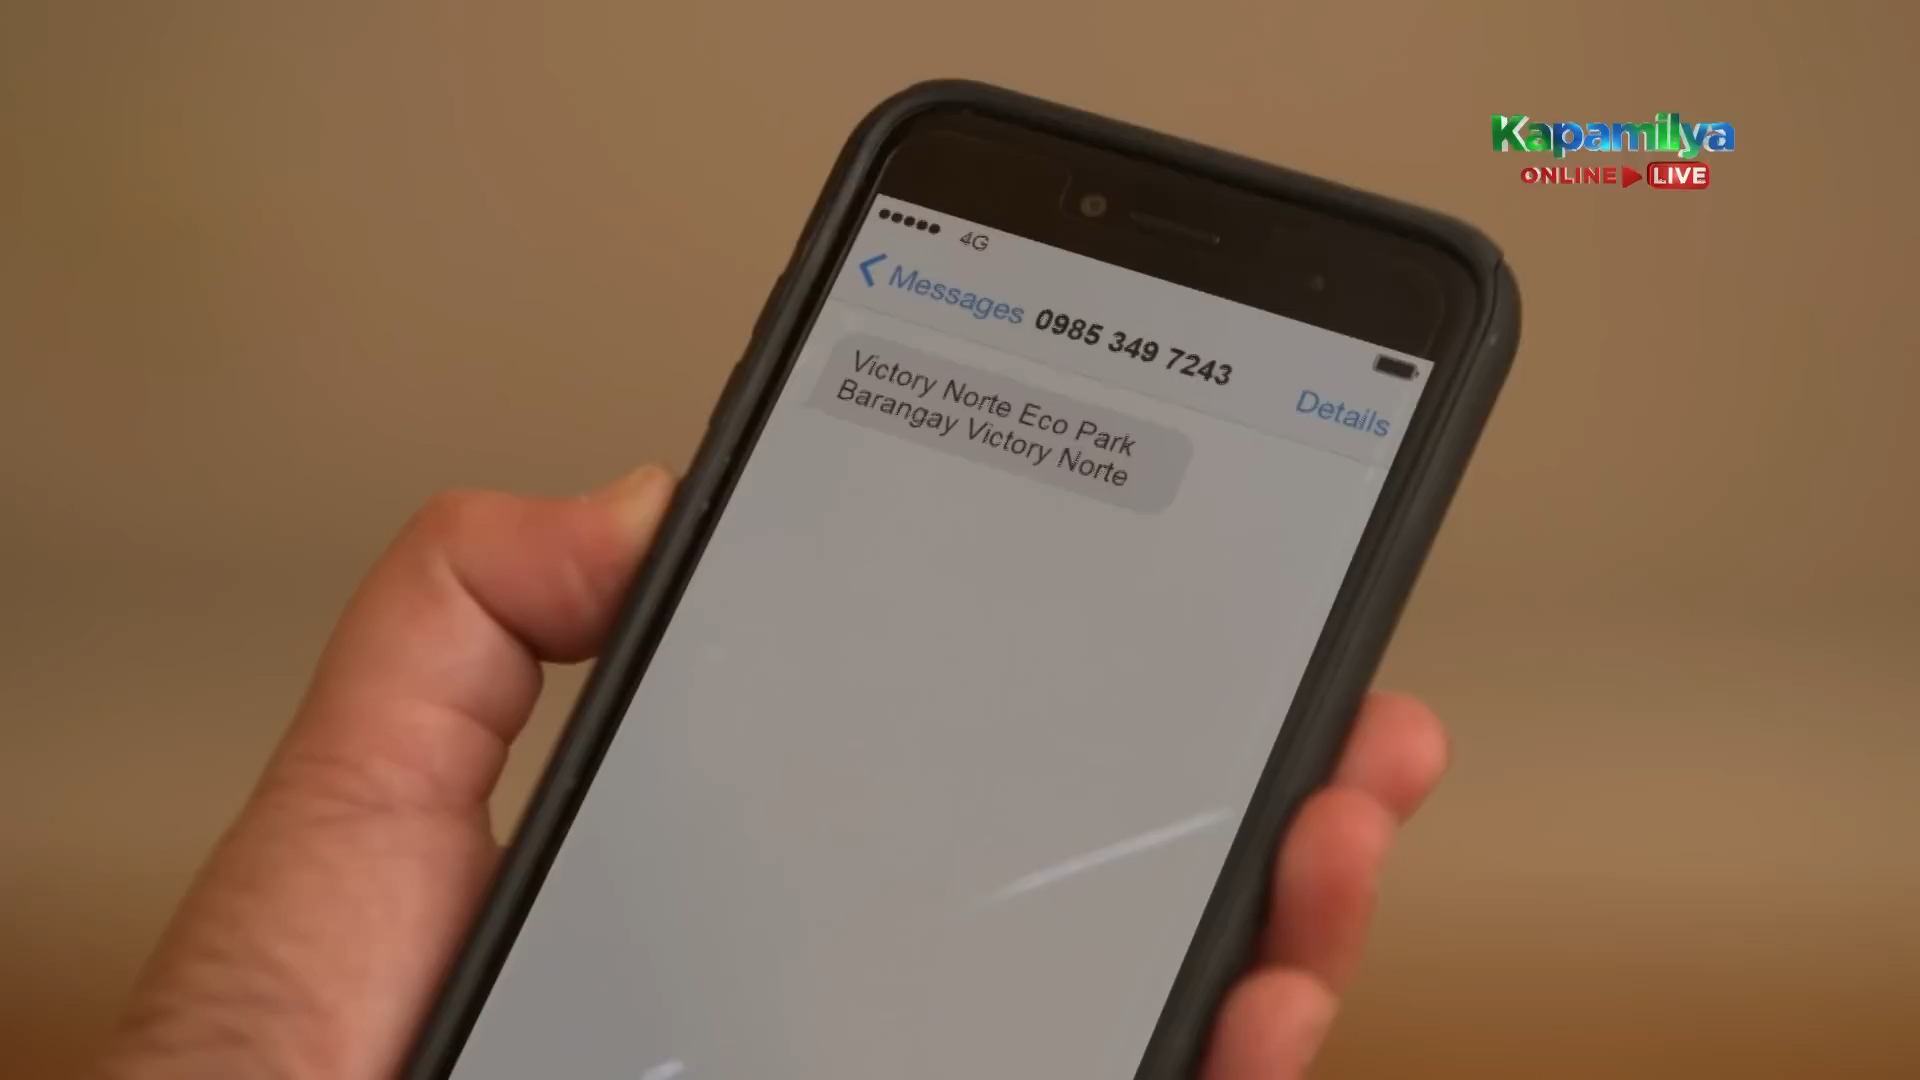 Kapamilya
ONLINE LIVE
4G
Messages 0985 349 7243 Details
Victory Norte Eco Park
Barangay Victory Norte